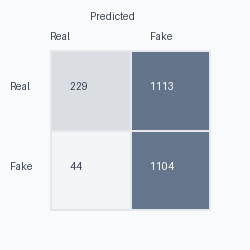 Predicted
Real Fake
Real 229 1113
Fake 44 1104